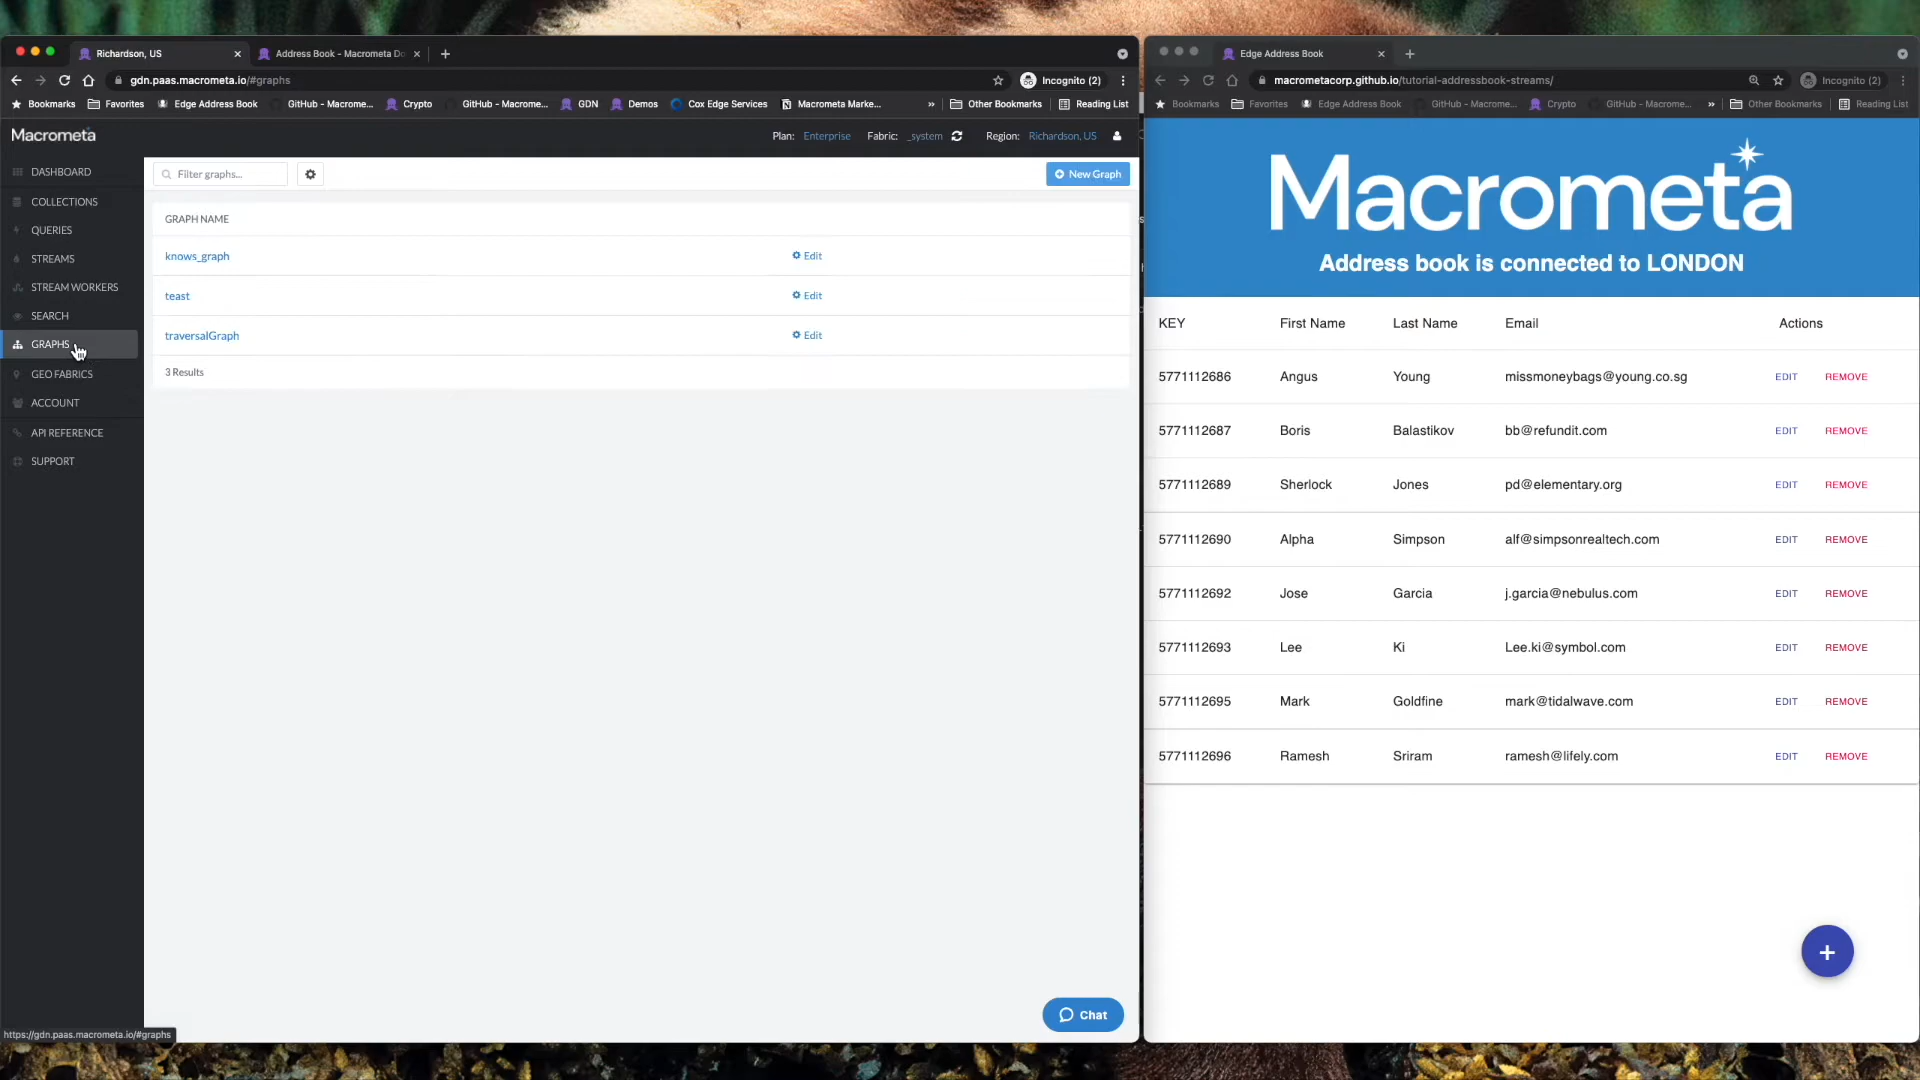 Richardson, US
Address Book - Macrometa Do
gdn.paas.macrometa.io/#graphs
Incognito (2)
Bookmarks
Favorites
Edge Address Book
GitHub - Macrome...
Crypto
GitHub - Macrome...
GDN
Demos
Cox Edge Services
Macrometa Marke...
»
Other Bookmarks
Reading List
Macrometa
Plan: Enterprise
Fabric: _system
Region: Richardson, US
DASHBOARD
COLLECTIONS
QUERIES
STREAMS
STREAM WORKERS
SEARCH
GRAPHS
GEO FABRICS
ACCOUNT
API REFERENCE
SUPPORT
Filter graphs...
New Graph
GRAPH NAME
knows_graph Edit
teast Edit
traversalGraph Edit
3 Results
Chat
https://gdn.paas.macrometa.io/#graphs
Edge Address Book
macrometacorp.github.io/tutorial-addressbook-streams/
Incognito (2)
Bookmarks
Favorites
Edge Address Book
GitHub - Macrome...
Crypto
GitHub - Macrome...
»
Other Bookmarks
Reading List
Macrometa
Address book is connected to LONDON
KEY First Name Last Name Email Actions
5771112686 Angus Young missmoneybags@young.co.sg EDIT REMOVE
5771112687 Boris Balastikov bb@refundit.com EDIT REMOVE
5771112689 Sherlock Jones pd@elementary.org EDIT REMOVE
5771112690 Alpha Simpson alf@simpsonrealtech.com EDIT REMOVE
5771112692 Jose Garcia j.garcia@nebulus.com EDIT REMOVE
5771112693 Lee Ki Lee.ki@symbol.com EDIT REMOVE
5771112695 Mark Goldfine mark@tidalwave.com EDIT REMOVE
5771112696 Ramesh Sriram ramesh@lifely.com EDIT REMOVE
+